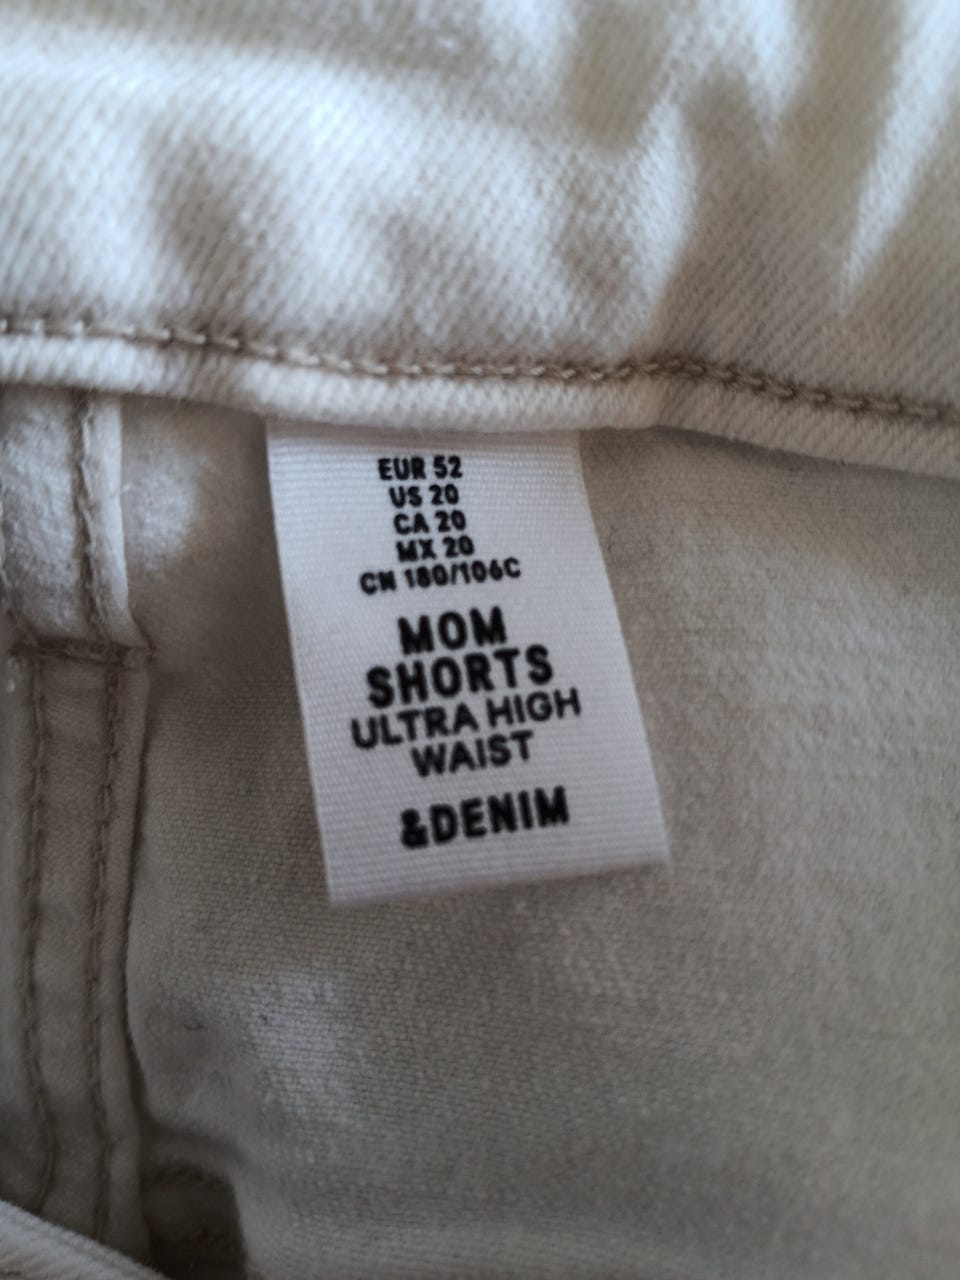 EUR 52
US 20
CA 20
MX 20
CN 180/106C
MOM
SHORTS
ULTRA HIGH
WAIST
&DENIM